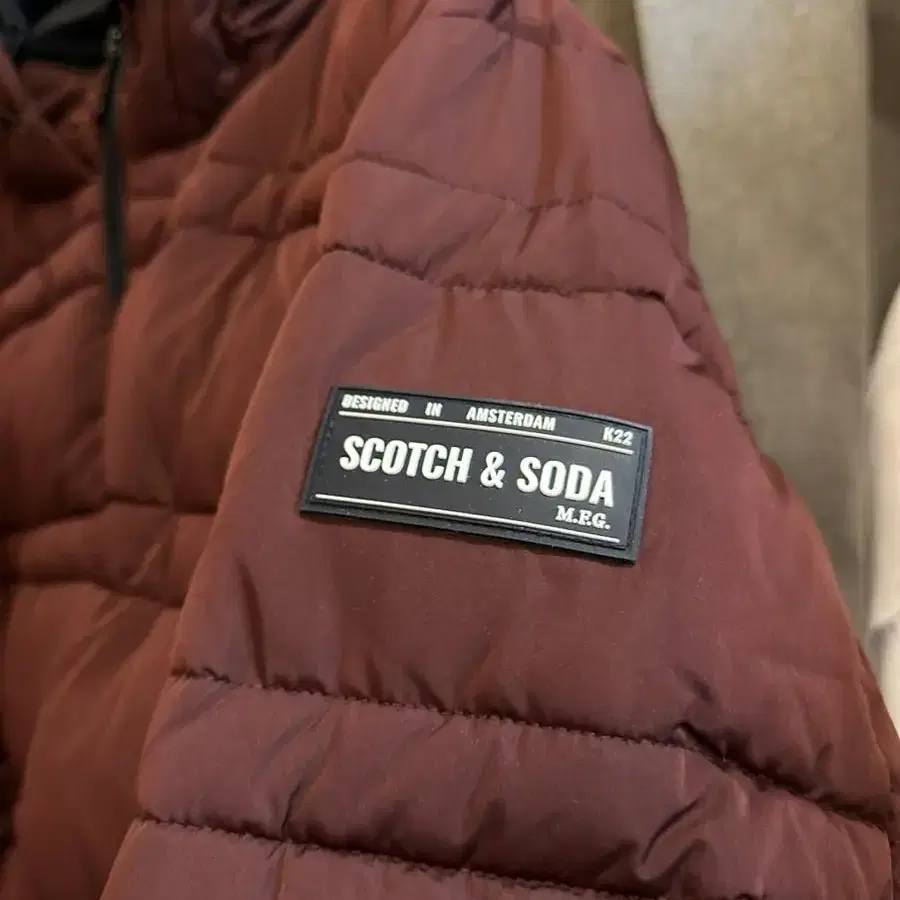 DESIGNED IN AMSTERDAM K22
SCOTCH & SODA
M.F.G.